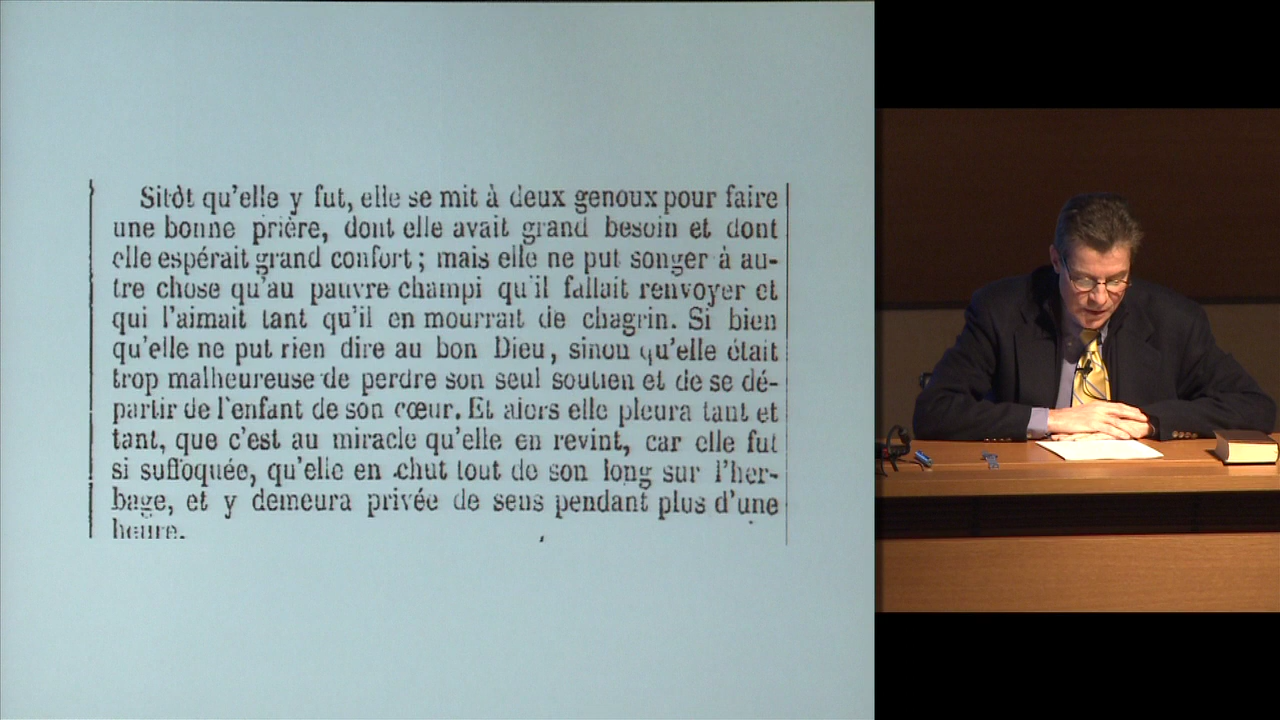 Sitôt qu'elle y fut, elle se mit à deux genoux pour faire
une bonne prière, dont elle avait grand besoin et dont
elle espérait grand confort ; mais elle ne put songer à au-
tre chose qu'au pauvre champi qu'il fallait renvoyer et
qui l'aimait tant qu'il en mourrait de chagrin. Si bien
qu'elle ne put rien dire au bon Dieu, sinon qu'elle était
trop malheureuse de perdre son seul soutien et de se dé-
partir de l'enfant de son cœur. Et alors elle pleura tant et
tant, que c'est au miracle qu'elle en revint, car elle fut
si suffoquée, qu'elle en chut tout de son long sur l'her-
bage, et y demeura privée de sens pendant plus d'une
heure.